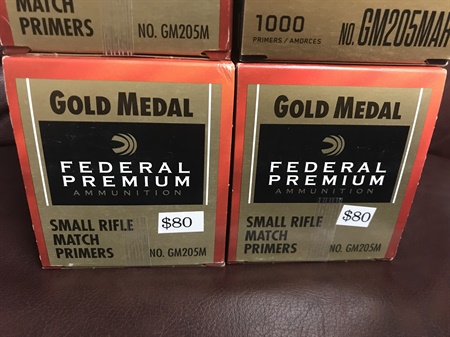 MATCH
PRIMERS NO. GM205M
1000
PRIMERS / AMORCES NO. GM205MAR
GOLD MEDAL
FEDERAL
PREMIUM
AMMUNITION
SMALL RIFLE
MATCH
PRIMERS NO. GM205M
$80
GOLD MEDAL
FEDERAL
PREMIUM
AMMUNITION
SMALL RIFLE
MATCH
PRIMERS NO. GM205M
$80